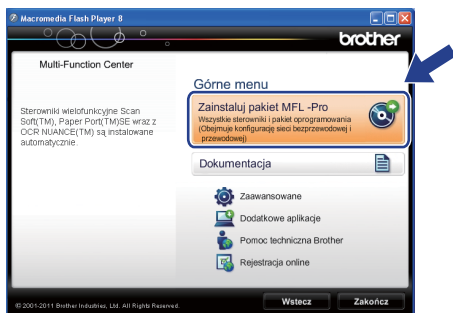 Macromedia Flash Player 8
brother
Multi-Function Center
Sterowniki wielofunkcyjne Scan
Soft(TM), Paper Port(TM)SE wraz z
OCR NUANCE(TM) są instalowane
automatycznie.
Górne menu
Zainstaluj pakiet MFL -Pro
Wszystkie sterowniki i pakiet oprogramowania
(Obejmuje konfigurację sieci bezprzewodowej i
przewodowej)
Dokumentacja
Zaawansowane
Dodatkowe aplikacje
Pomoc techniczna Brother
Rejestracja online
© 2001-2011 Brother Industries, Ltd. All Rights Reserved.
Wstecz
Zakończ